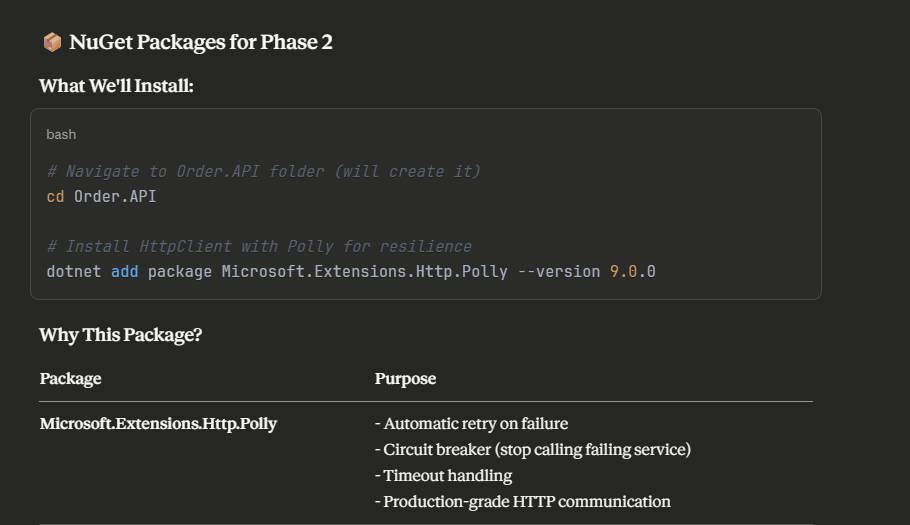 📦 NuGet Packages for Phase 2
What We'll Install:
bash
# Navigate to Order.API folder (will create it)
cd Order.API
# Install HttpClient with Polly for resilience
dotnet add package Microsoft.Extensions.Http.Polly --version 9.0.0
Why This Package?
Package Purpose
Microsoft.Extensions.Http.Polly - Automatic retry on failure
- Circuit breaker (stop calling failing service)
- Timeout handling
- Production-grade HTTP communication